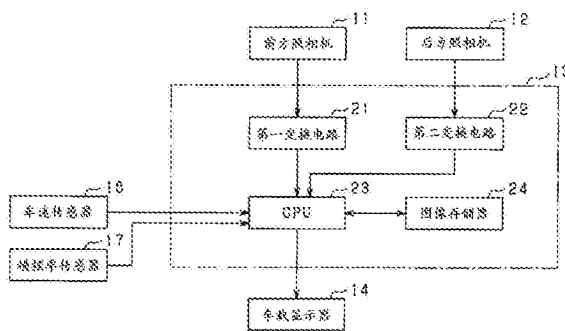 11
前方照相机
12
后方照相机
13
21
第一变换电路
22
第二变换电路
16
车速传感器
23
CPU
24
图像存储器
17
横摆率传感器
14
车载显示器